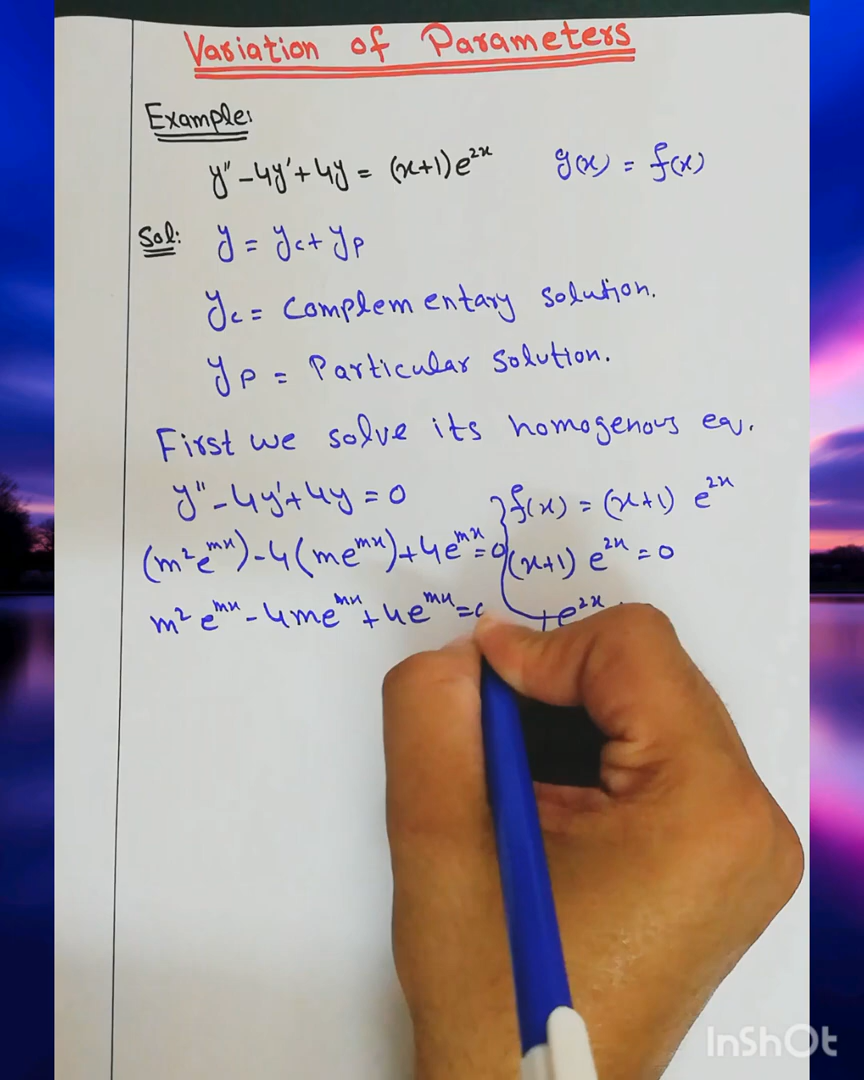 Variation of Parameters
Example:
y'' - 4y' + 4y = (x+1)e^2x    g(x) = f(x)
Sol: y = yc + yp
yc = Complementary solution.
yp = Particular solution.
First we solve its homogenous eq.
y'' - 4y' + 4y = 0    f(x) = (x+1) e^2x
(m²e^mx) - 4(me^mx) + 4e^mx = 0    (x+1) e^2x = 0
m² e^mx - 4me^mx + 4e^mx = 0    e^2x
InShOt